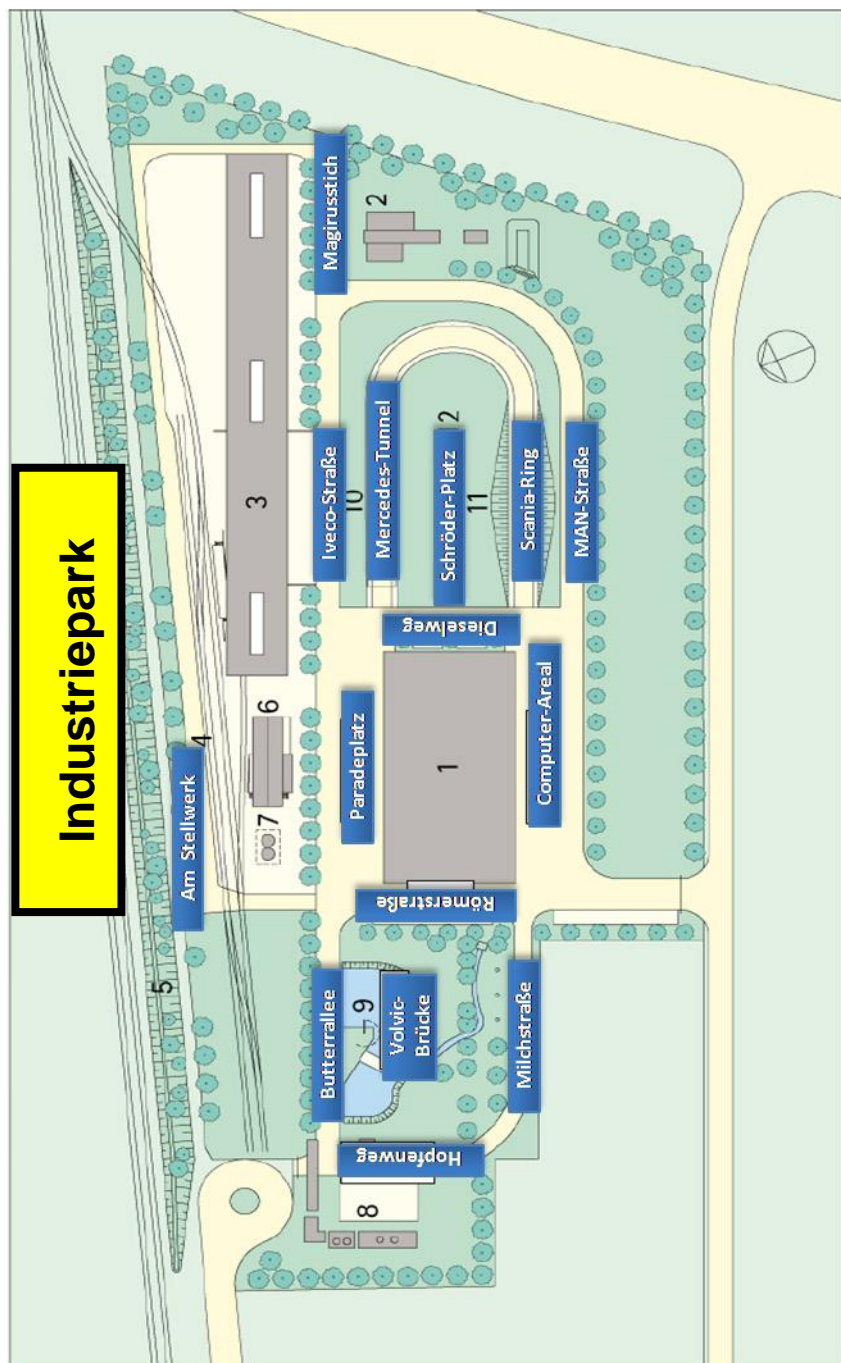 Industriepark
Am Stellwerk
Magirusstich
Iveco-Straße
Mercedes-Tunnel
Schröder-Platz
Scania-Ring
MAN-Straße
Dieselweg
Paradeplatz
Computer-Areal
Römerstraße
Butterrallee
Volvic-
Brücke
Milchstraße
Hopfenweg
1
2
2
3
4
5
6
7
8
9
10
11